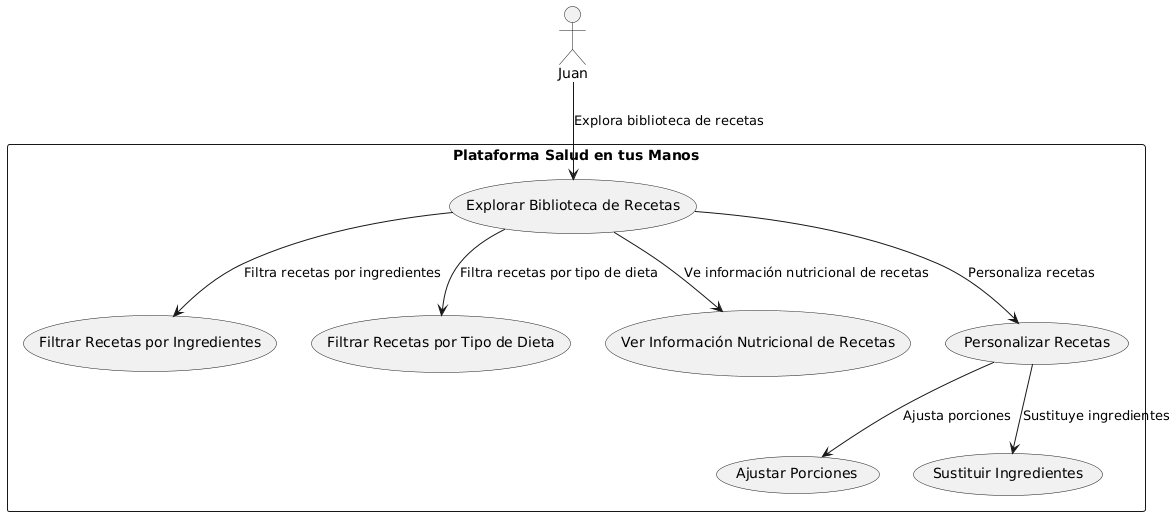 Juan
Explora biblioteca de recetas
Plataforma Salud en tus Manos
Explorar Biblioteca de Recetas
Filtra recetas por ingredientes
Filtra recetas por tipo de dieta
Ve información nutricional de recetas
Personaliza recetas
Filtrar Recetas por Ingredientes
Filtrar Recetas por Tipo de Dieta
Ver Información Nutricional de Recetas
Personalizar Recetas
Ajusta porciones
Sustituye ingredientes
Ajustar Porciones
Sustituir Ingredientes